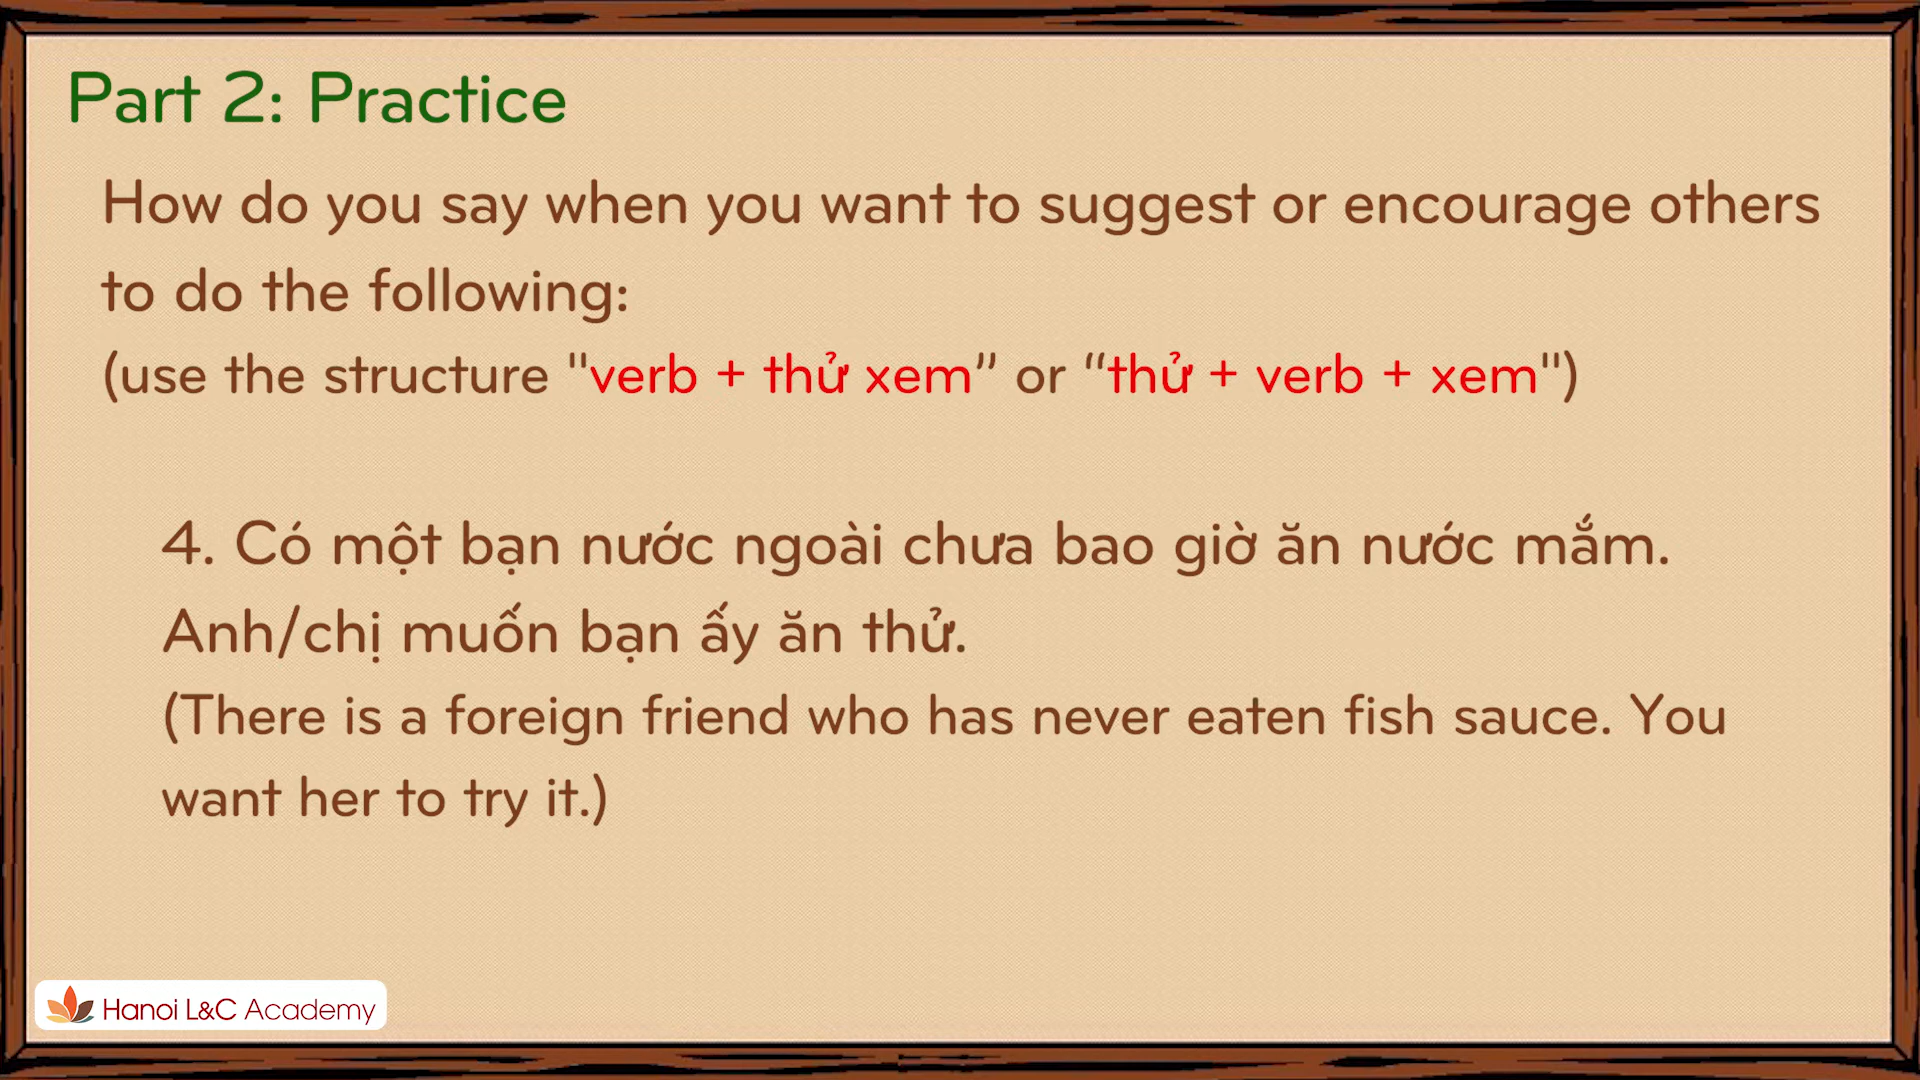 Part 2: Practice
How do you say when you want to suggest or encourage others
to do the following:
(use the structure "verb + thử xem” or “thử + verb + xem")
4. Có một bạn nước ngoài chưa bao giờ ăn nước mắm.
Anh/chị muốn bạn ấy ăn thử.
(There is a foreign friend who has never eaten fish sauce. You
want her to try it.)
Hanoi L&C Academy